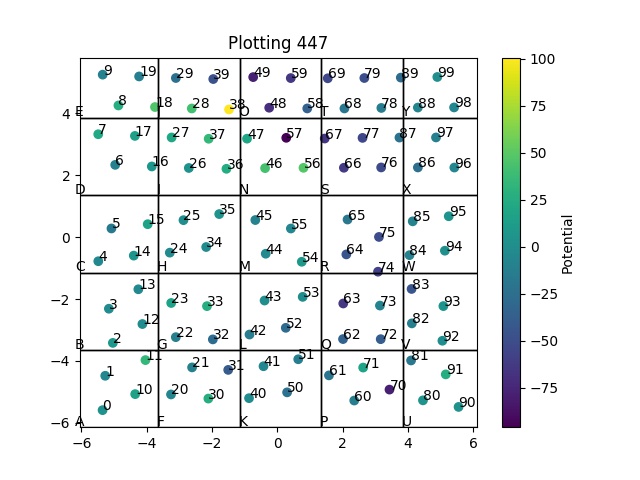 Plotting 447
9 19 29 39 49 59 69 79 89 99
8 18 28 38 48 58 68 78 88 98
E O T Y
7 17 27 37 47 57 67 77 87 97
6 16 26 36 46 56 66 76 86 96
D I N S X
5 15 25 35 45 55 65 75 85 95
4 14 24 34 44 54 64 74 84 94
C H M R W
3 13 23 33 43 53 63 73 83 93
2 12 22 32 42 52 62 72 82 92
B G L Q V
1 11 21 31 41 51 61 71 81 91
0 10 20 30 40 50 60 70 80 90
A F K P U
−6 −4 −2 0 2 4 6
4
2
0
−2
−4
−6
100
75
50
25
0
−25
−50
−75
Potential